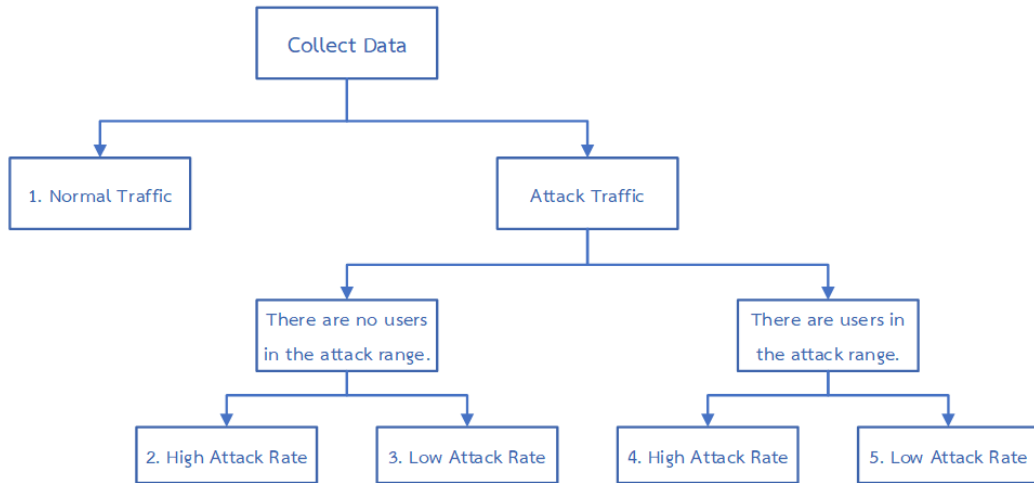 Collect Data
1. Normal Traffic
Attack Traffic
There are no users
in the attack range.
There are users in
the attack range.
2. High Attack Rate
3. Low Attack Rate
4. High Attack Rate
5. Low Attack Rate